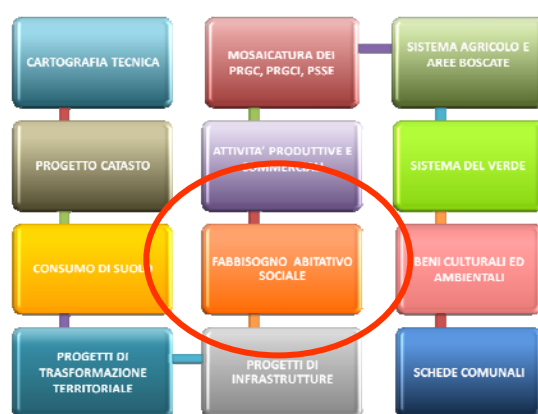 CARTOGRAFIA TECNICA
MOSAICATURA DEI
PRGC, PRGCI, PSSE
SISTEMA AGRICOLO E
AREE BOSCATE
PROGETTO CATASTO
ATTIVITA' PRODUTTIVE E
COMMERCIALI
SISTEMA DEL VERDE
CONSUMO DI SUOLO
FABBISOGNO ABITATIVO
SOCIALE
BENI CULTURALI ED
AMBIENTALI
PROGETTI DI
TRASFORMAZIONE
TERRITORIALE
PROGETTI DI
INFRASTRUTTURE
SCHEDE COMUNALI